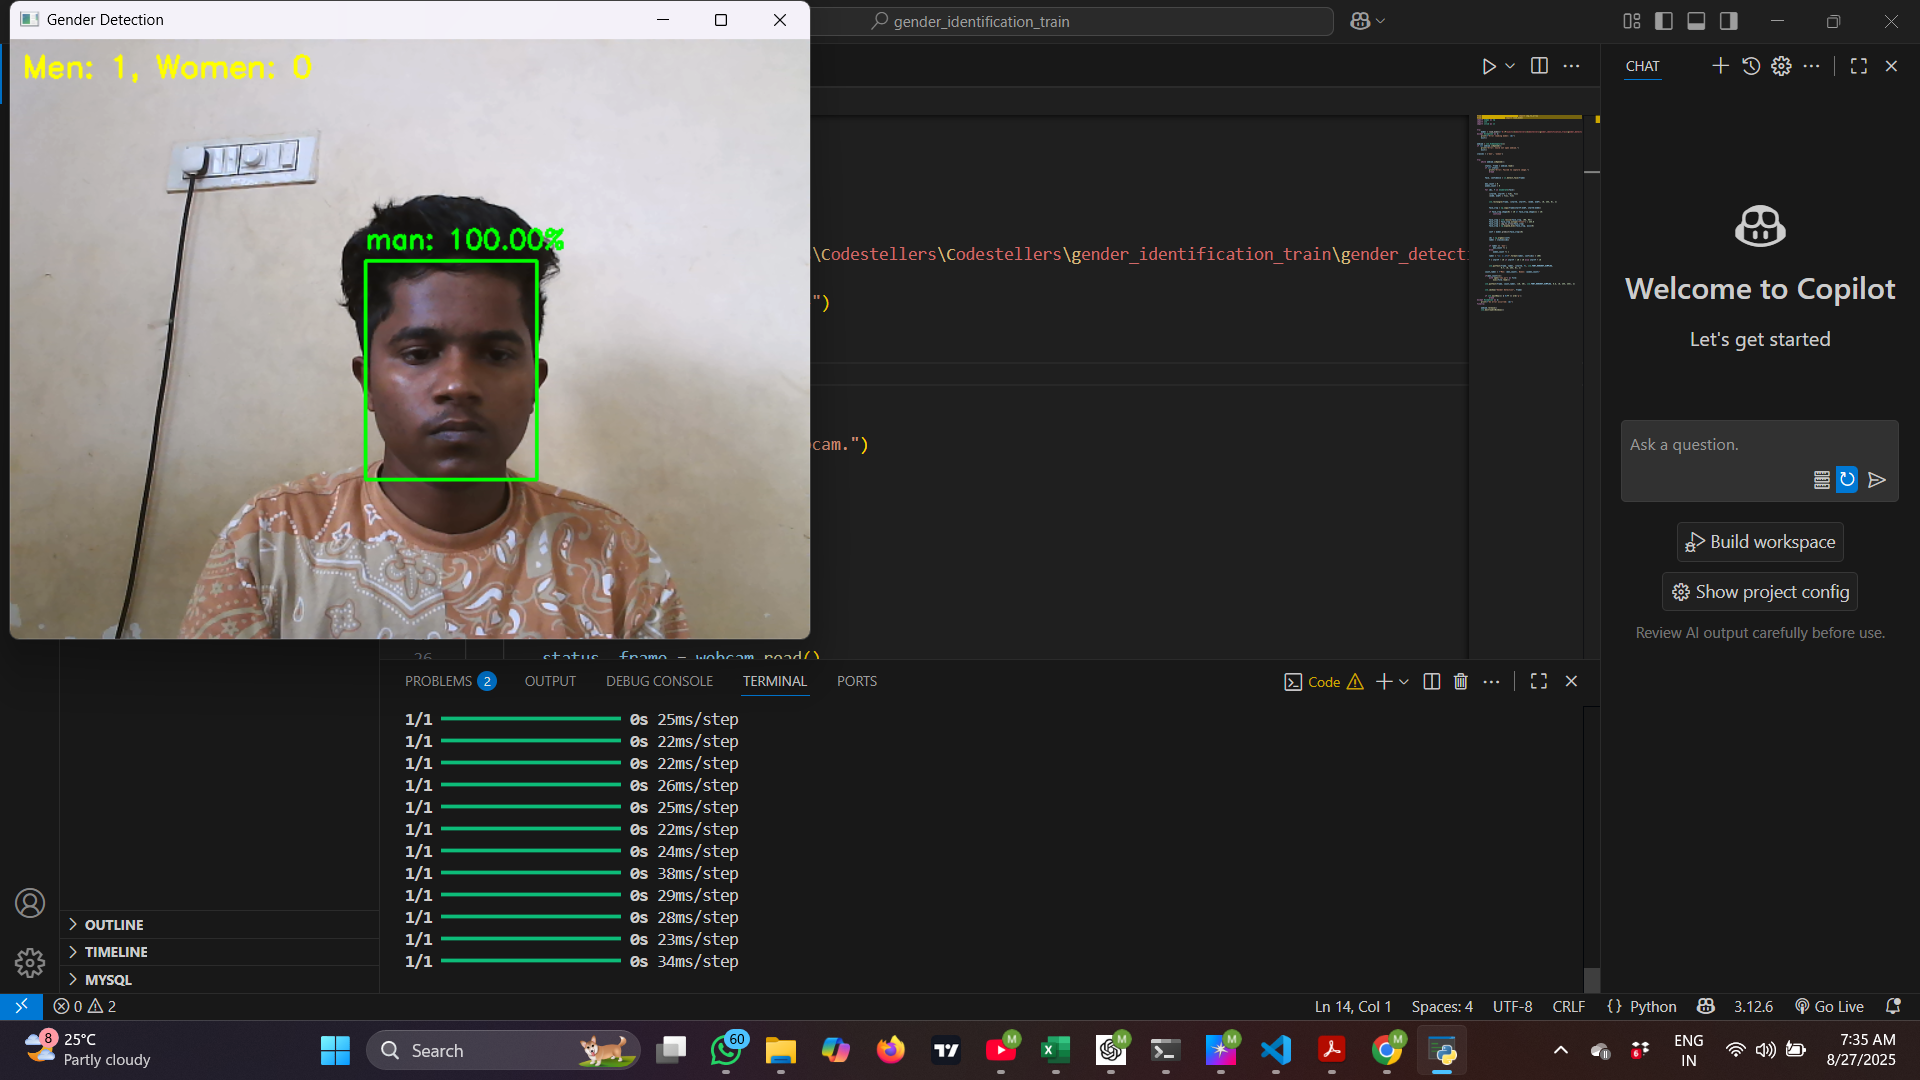 Gender Detection
gender_identification_train
Men: 1, Women: 0
man: 100.00%
\Codestellers\Codestellers\gender_identification_train\gender_detecti
")
cam.")
26
status, frame = webcam.read()
CHAT
Welcome to Copilot
Let's get started
Ask a question.
Build workspace
Show project config
Review AI output carefully before use.
PROBLEMS 2 OUTPUT DEBUG CONSOLE TERMINAL PORTS
Code
1/1 0s 25ms/step
1/1 0s 22ms/step
1/1 0s 22ms/step
1/1 0s 26ms/step
1/1 0s 25ms/step
1/1 0s 22ms/step
1/1 0s 24ms/step
1/1 0s 38ms/step
1/1 0s 29ms/step
1/1 0s 28ms/step
1/1 0s 23ms/step
1/1 0s 34ms/step
OUTLINE
TIMELINE
MYSQL
0 2
Ln 14, Col 1 Spaces: 4 UTF-8 CRLF {} Python 3.12.6 Go Live
8
25°C
Partly cloudy
Search
60
M
M
M
M
M
6
ENG
IN
7:35 AM
8/27/2025